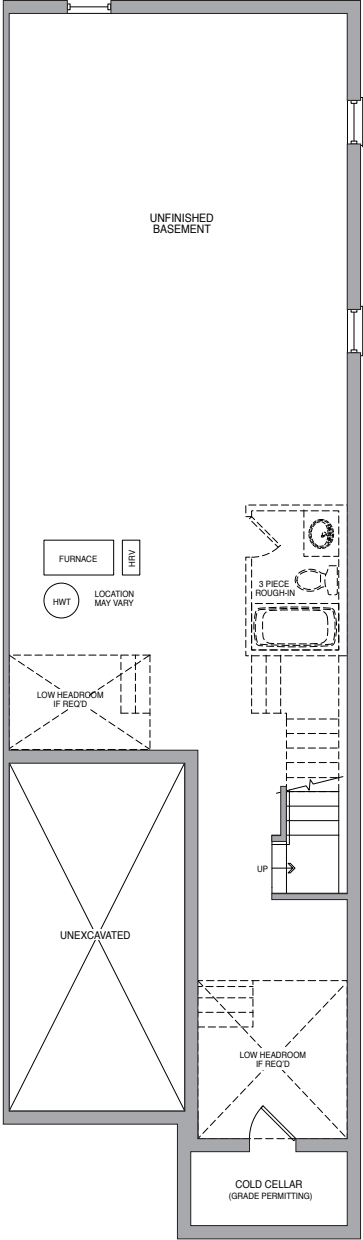 UNFINISHED
BASEMENT
FURNACE
HRV
HWT
LOCATION
MAY VARY
3 PIECE
ROUGH-IN
LOW HEADROOM
IF REQ'D
UP
UNEXCAVATED
LOW HEADROOM
IF REQ'D
COLD CELLAR
(GRADE PERMITTING)